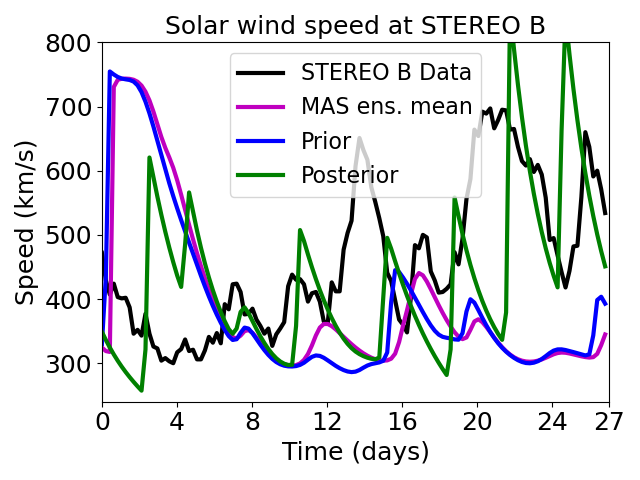 Solar wind speed at STEREO B
800
700
600
500
400
300
Speed (km/s)
STEREO B Data
MAS ens. mean
Prior
Posterior
0 4 8 12 16 20 24 27
Time (days)